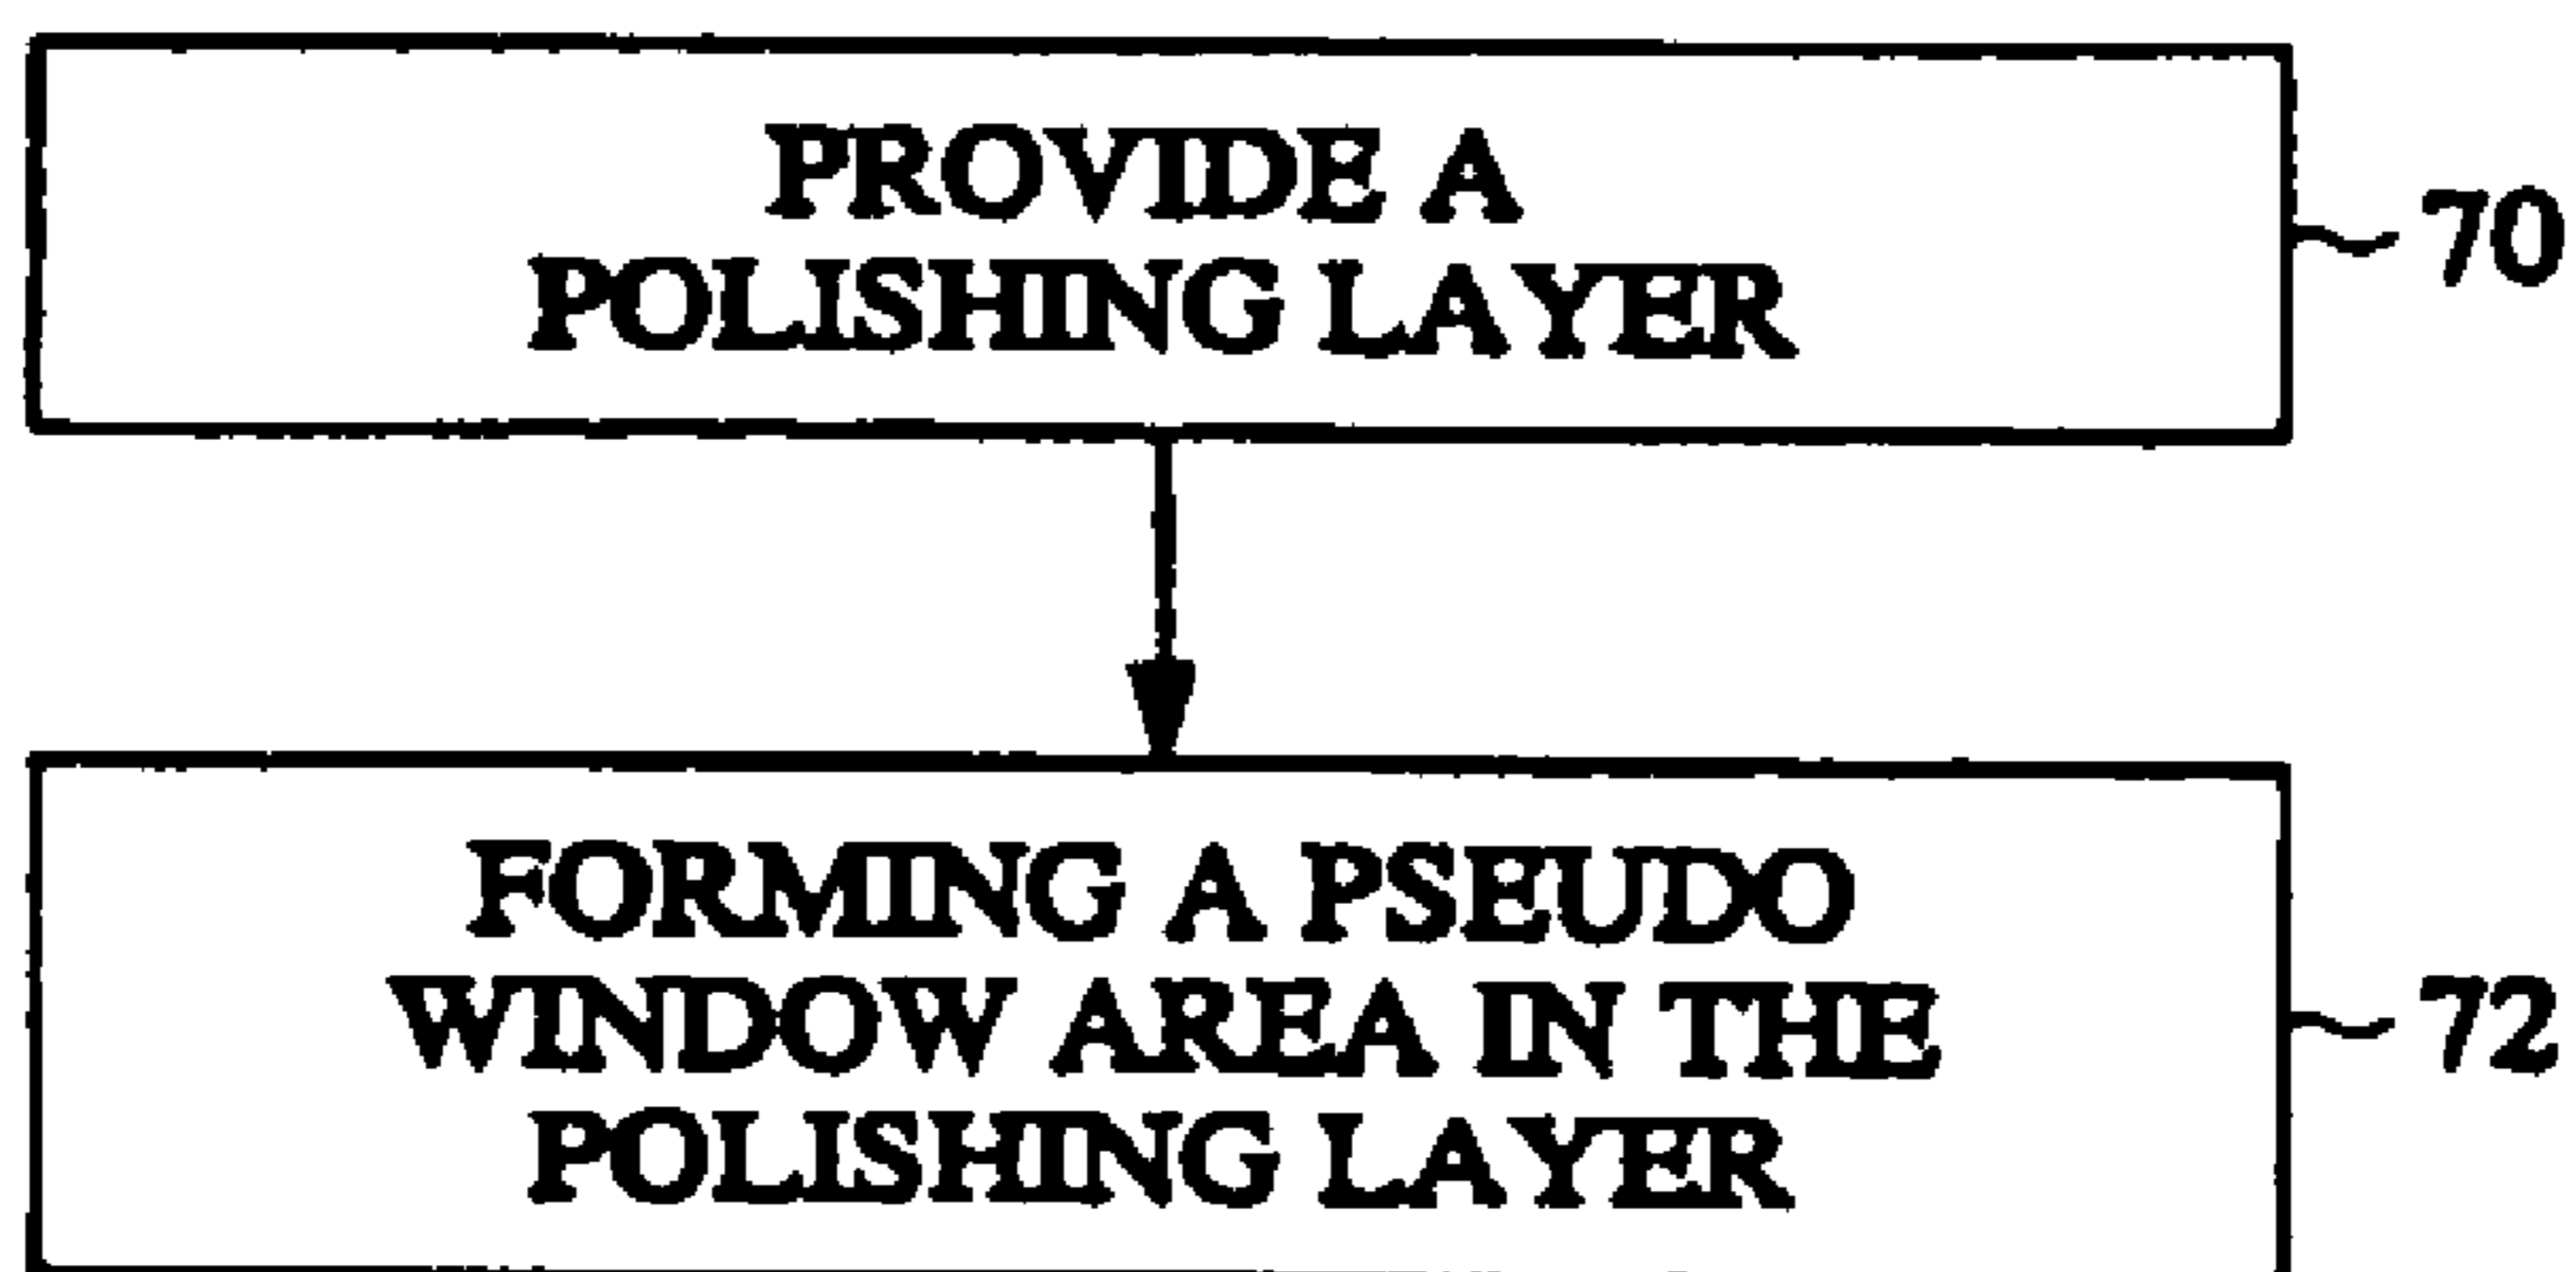 PROVIDE A
POLISHING LAYER
70
FORMING A PSEUDO
WINDOW AREA IN THE
POLISHING LAYER
72